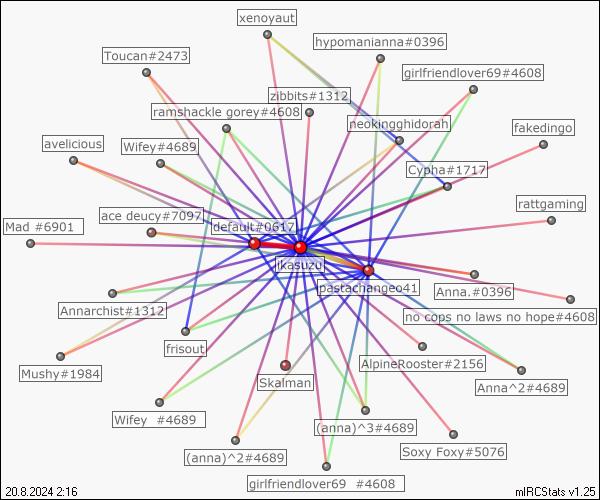 xenoyaut
hypomanianna#0396
Toucan#2473
girlfriendlover69#4608
zibbits#1312
ramshackle gorey#4608
neokingghidorah
fakedingo
avelicious
Wifey#4689
Cypha#1717
rattgaming
ace deucy#7097
default#0617
Mad #6901
ikasuzu
pastachangeo41
Anna.#0396
Annarchist#1312
no cops no laws no hope#4608
frisout
AlpineRooster#2156
Mushy#1984
Skalman
Anna^2#4689
Wifey #4689
(anna)^3#4689
(anna)^2#4689
Soxy Foxy#5076
girlfriendlover69 #4608
20.8.2024 2:16
mIRCStats v1.25